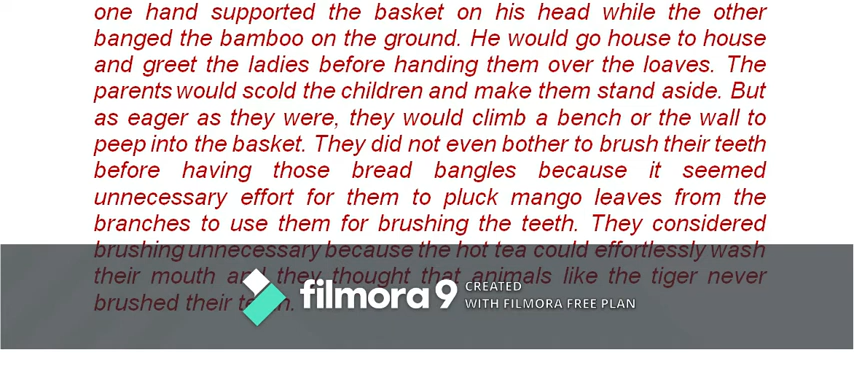 one hand supported the basket on his head while the other
banged the bamboo on the ground. He would go house to house
and greet the ladies before handing them over the loaves. The
parents would scold the children and make them stand aside. But
as eager as they were, they would climb a bench or the wall to
peep into the basket. They did not even bother to brush their teeth
before having those bread bangles because it seemed
unnecessary effort for them to pluck mango leaves from the
branches to use them for brushing the teeth. They considered
brushing unnecessary because the hot tea could effortlessly wash
their mouth and they thought that animals like the tiger never
brushed their teeth.
filmora 9
CREATED
WITH FILMORA FREE PLAN